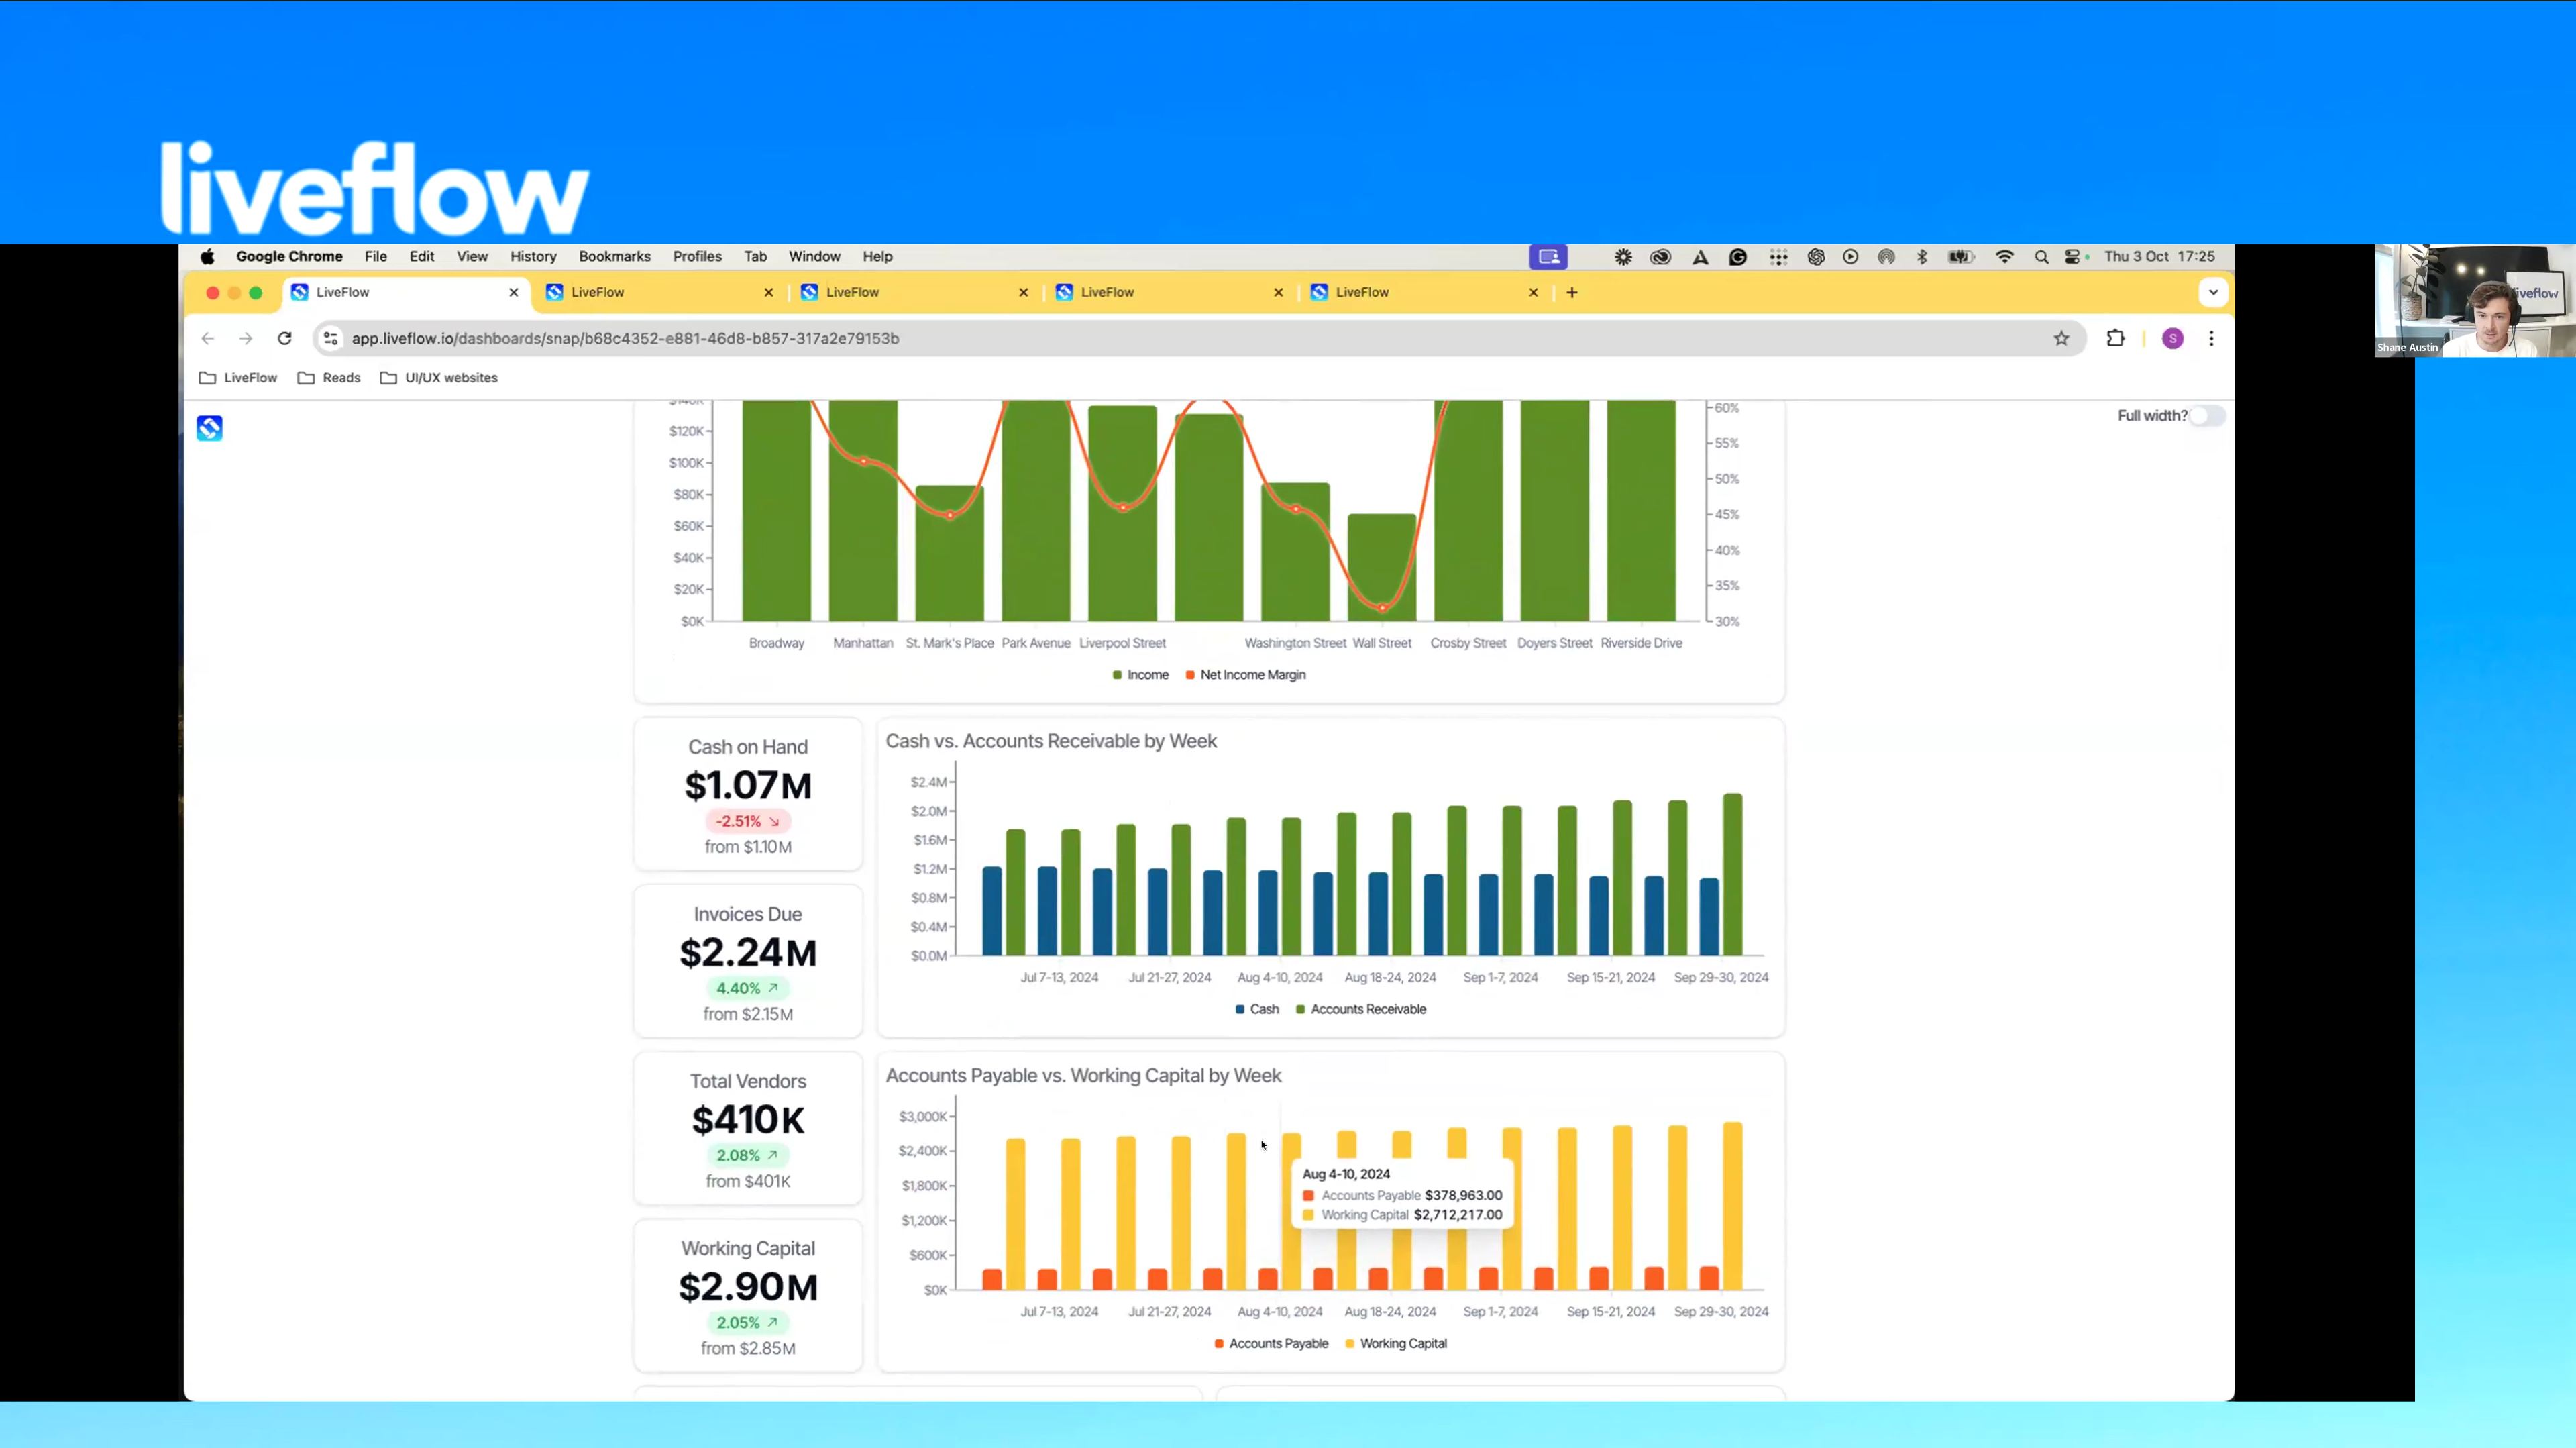 liveflow
Google Chrome File Edit View History Bookmarks Profiles Tab Window Help Thu 3 Oct 17:25
LiveFlow LiveFlow LiveFlow LiveFlow LiveFlow
app.liveflow.io/dashboards/snap/b68c4352-e881-46d8-b857-317a2e79153b S
LiveFlow Reads UI/UX websites
liveflow
Shane Austin
Full width?
$140K
$120K
$100K
$80K
$60K
$40K
$20K
$0K
60%
55%
50%
45%
40%
35%
30%
Broadway Manhattan St. Mark's Place Park Avenue Liverpool Street Washington Street Wall Street Crosby Street Doyers Street Riverside Drive
Income Net Income Margin
Cash on Hand
$1.07M
-2.51% ↘
from $1.10M
Cash vs. Accounts Receivable by Week
$2.4M
$2.0M
$1.6M
$1.2M
$0.8M
$0.4M
$0.0M
Jul 7-13, 2024 Jul 21-27, 2024 Aug 4-10, 2024 Aug 18-24, 2024 Sep 1-7, 2024 Sep 15-21, 2024 Sep 29-30, 2024
Cash Accounts Receivable
Invoices Due
$2.24M
4.40% ↗
from $2.15M
Total Vendors
$410K
2.08% ↗
from $401K
Accounts Payable vs. Working Capital by Week
$3,000K
$2,400K
$1,800K
$1,200K
$600K
$0K
Aug 4-10, 2024
Accounts Payable $378,963.00
Working Capital $2,712,217.00
Jul 7-13, 2024 Jul 21-27, 2024 Aug 4-10, 2024 Aug 18-24, 2024 Sep 1-7, 2024 Sep 15-21, 2024 Sep 29-30, 2024
Accounts Payable Working Capital
Working Capital
$2.90M
2.05% ↗
from $2.85M